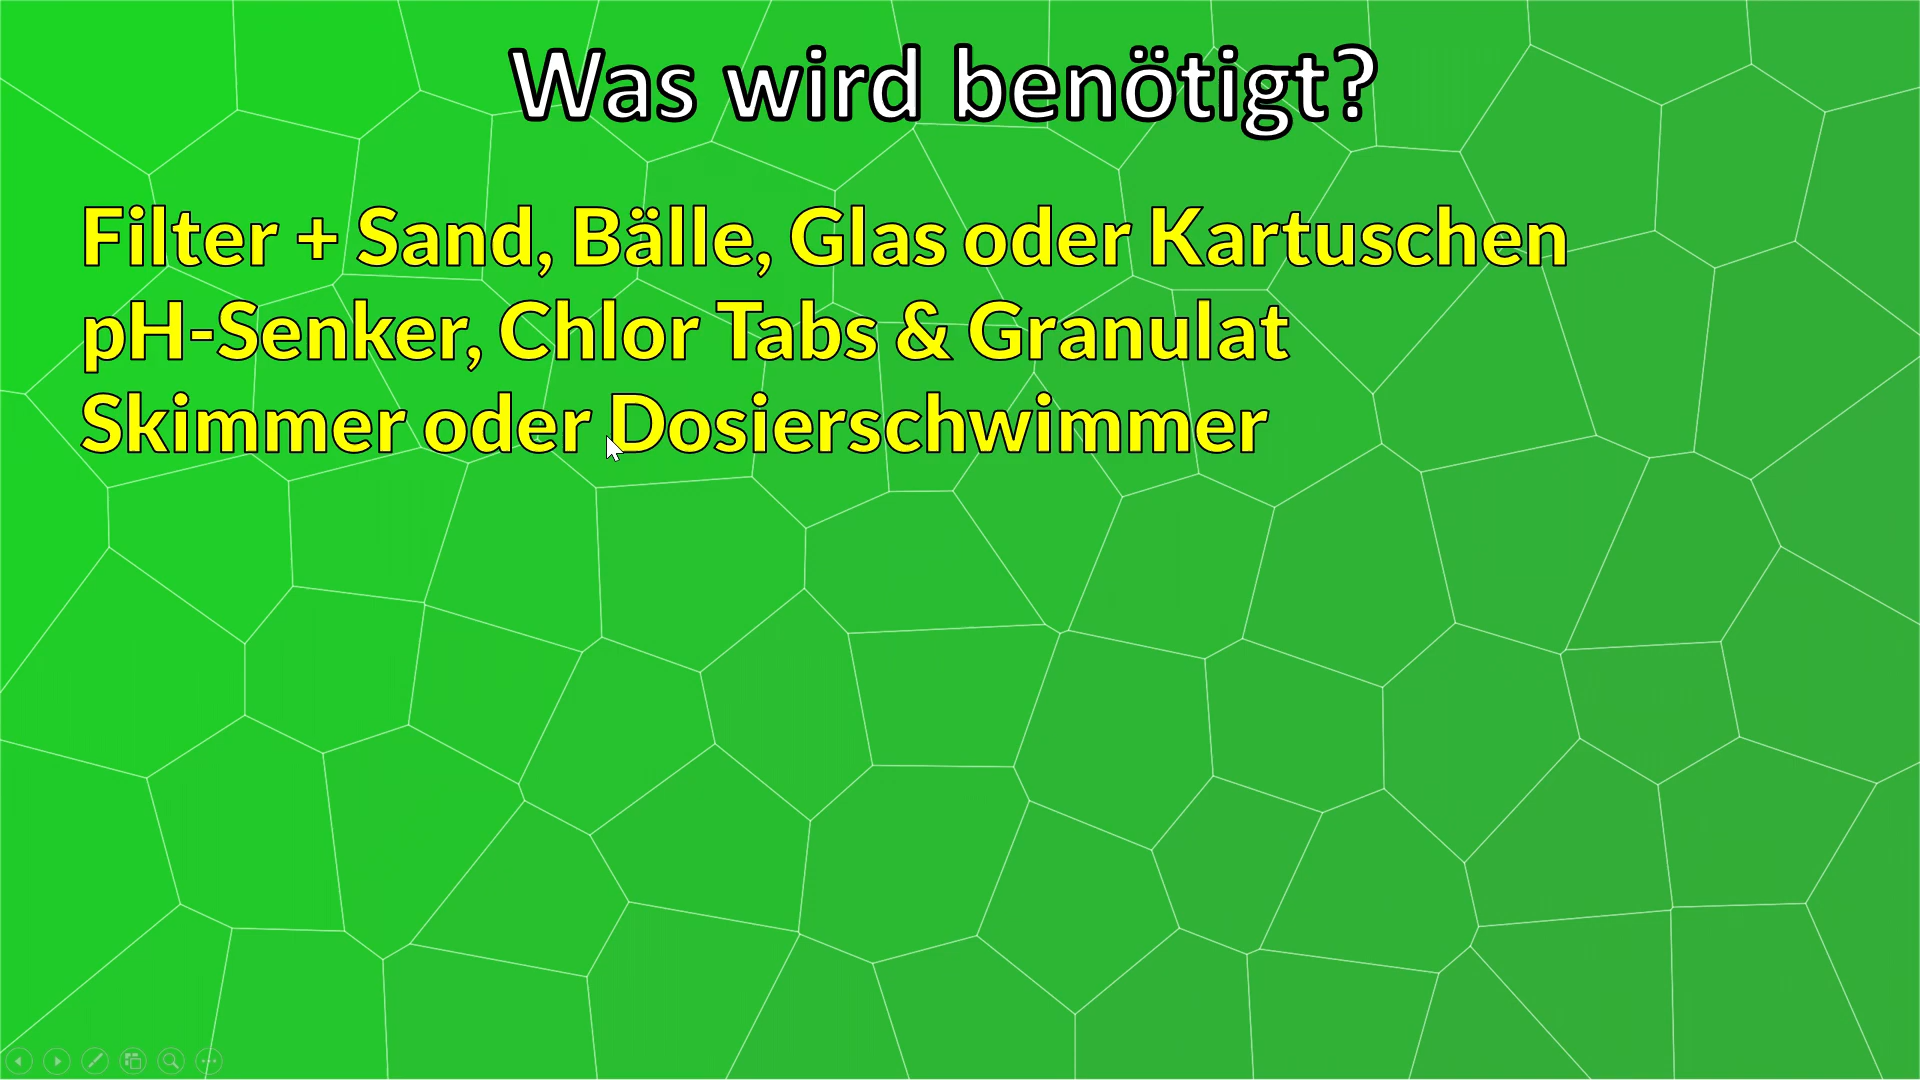 Was wird benötigt?
Filter + Sand, Bälle, Glas oder Kartuschen
pH-Senker, Chlor Tabs & Granulat
Skimmer oder Dosierschwimmer